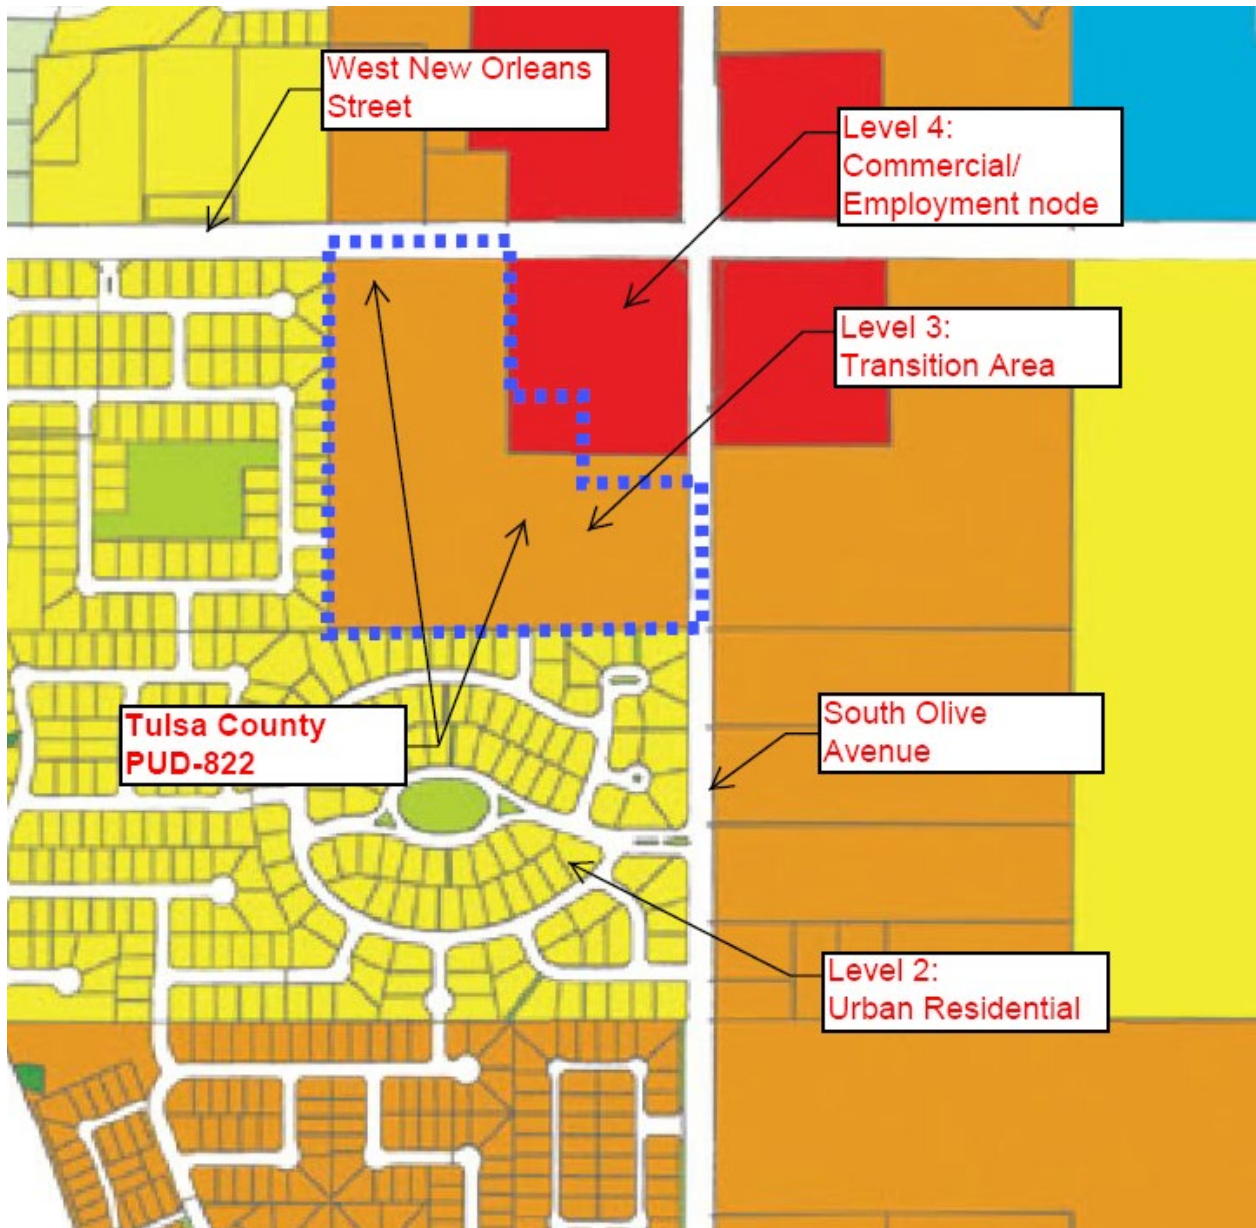 West New Orleans
Street
Level 4:
Commercial/
Employment node
Level 3:
Transition Area
Tulsa County
PUD-822
South Olive
Avenue
Level 2:
Urban Residential